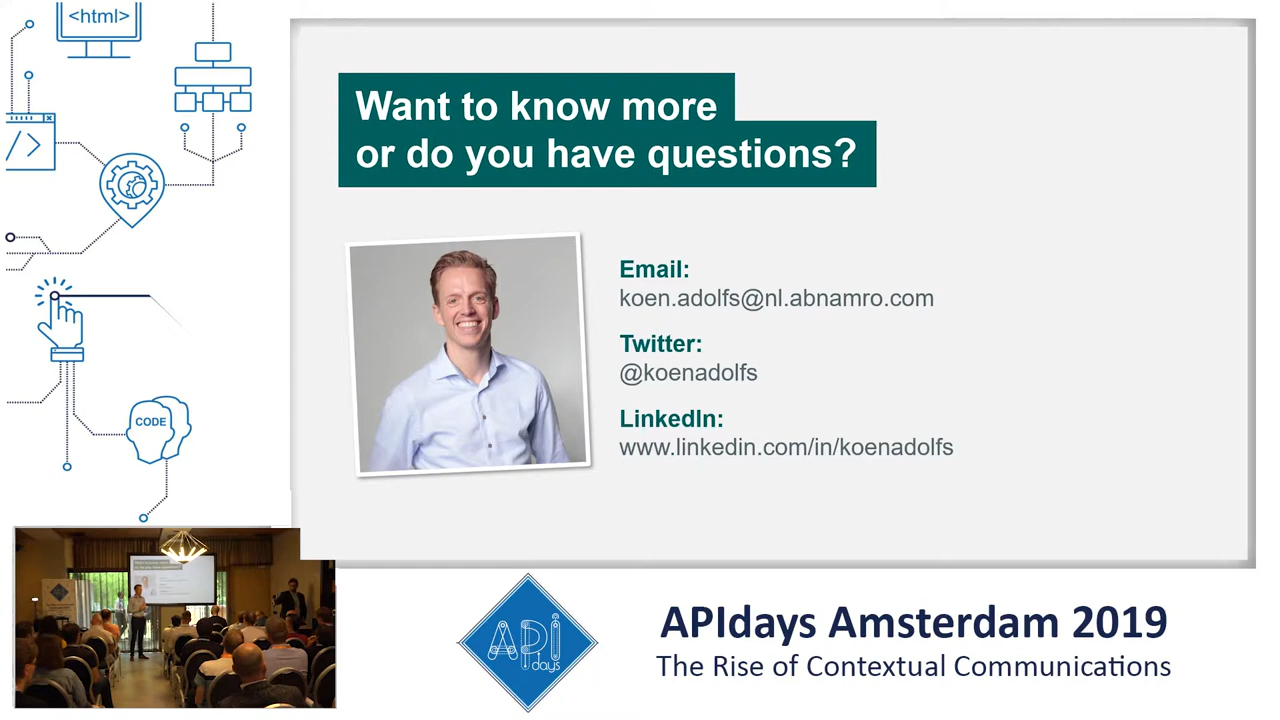 <html>
</>
CODE
Want to know more
or do you have questions?
Email:
koen.adolfs@nl.abnamro.com
Twitter:
@koenadolfs
LinkedIn:
www.linkedin.com/in/koenadolfs
API
days
APIdays Amsterdam 2019
The Rise of Contextual Communications